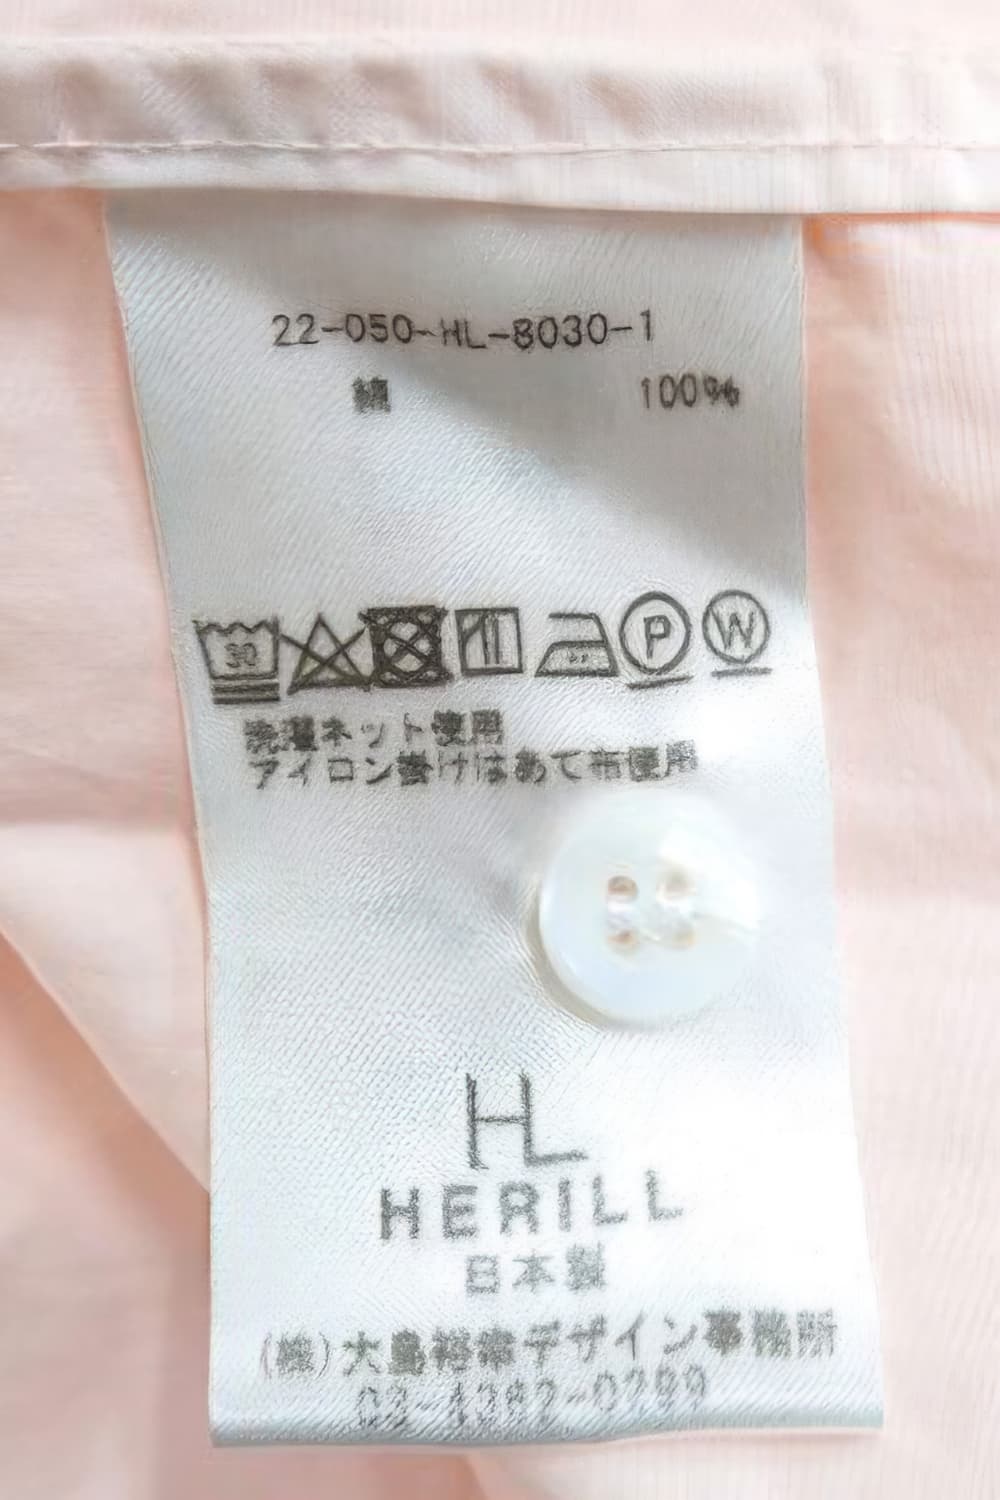 22-050-HL-8030-1
綿 100%
30
P W
洗濯ネット使用
アイロン掛けはあて布使用
HL
HERILL
日本製
(株)大島裕幸デザイン事務所